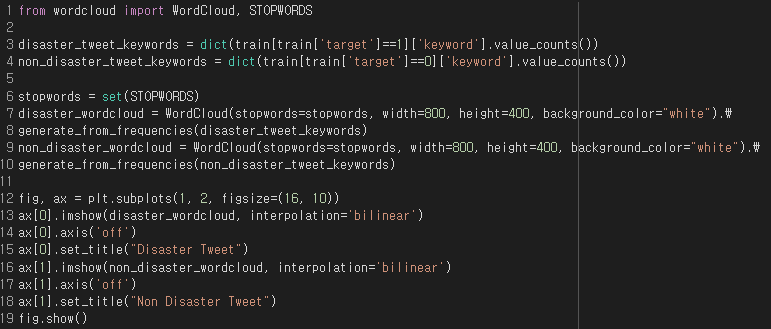 1 from wordcloud import WordCloud, STOPWORDS
2
3 disaster_tweet_keywords = dict(train[train['target']==1]['keyword'].value_counts())
4 non_disaster_tweet_keywords = dict(train[train['target']==0]['keyword'].value_counts())
5
6 stopwords = set(STOPWORDS)
7 disaster_wordcloud = WordCloud(stopwords=stopwords, width=800, height=400, background_color="white").₩
8 generate_from_frequencies(disaster_tweet_keywords)
9 non_disaster_wordcloud = WordCloud(stopwords=stopwords, width=800, height=400, background_color="white").₩
10 generate_from_frequencies(non_disaster_tweet_keywords)
11
12 fig, ax = plt.subplots(1, 2, figsize=(16, 10))
13 ax[0].imshow(disaster_wordcloud, interpolation='bilinear')
14 ax[0].axis('off')
15 ax[0].set_title("Disaster Tweet")
16 ax[1].imshow(non_disaster_wordcloud, interpolation='bilinear')
17 ax[1].axis('off')
18 ax[1].set_title("Non Disaster Tweet")
19 fig.show()